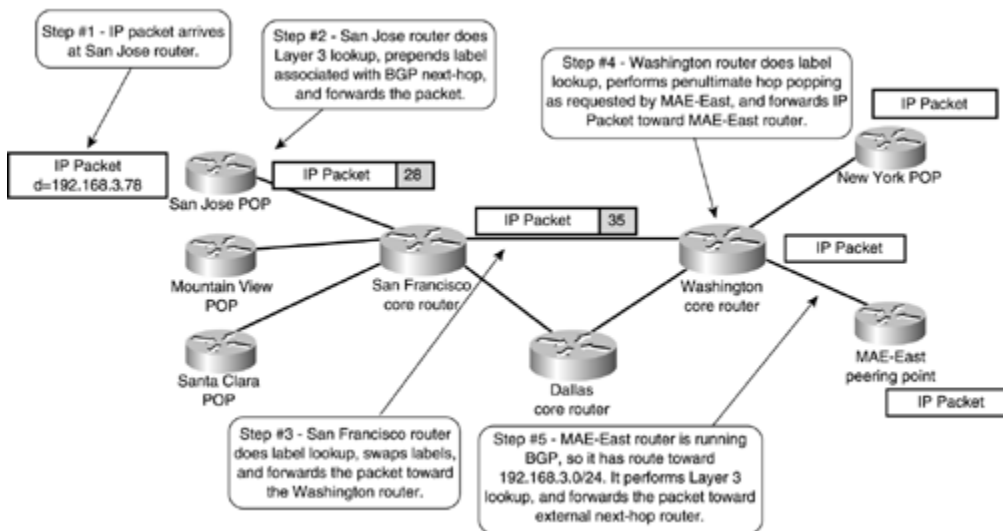 Step #1 - IP packet arrives
at San Jose router.
Step #2 - San Jose router does
Layer 3 lookup, prepends label
associated with BGP next-hop,
and forwards the packet.
Step #4 - Washington router does label
lookup, performs penultimate hop popping
as requested by MAE-East, and forwards IP
Packet toward MAE-East router.
IP Packet
IP Packet
d=192.168.3.78
San Jose POP
IP Packet 28
New York POP
IP Packet 35
IP Packet
Mountain View
POP
San Francisco
core router
Washington
core router
Santa Clara
POP
Dallas
core router
MAE-East
peering point
IP Packet
Step #3 - San Francisco router
does label lookup, swaps labels,
and forwards the packet toward
the Washington router.
Step #5 - MAE-East router is running
BGP, so it has route toward
192.168.3.0/24. It performs Layer 3
lookup, and forwards the packet toward
external next-hop router.